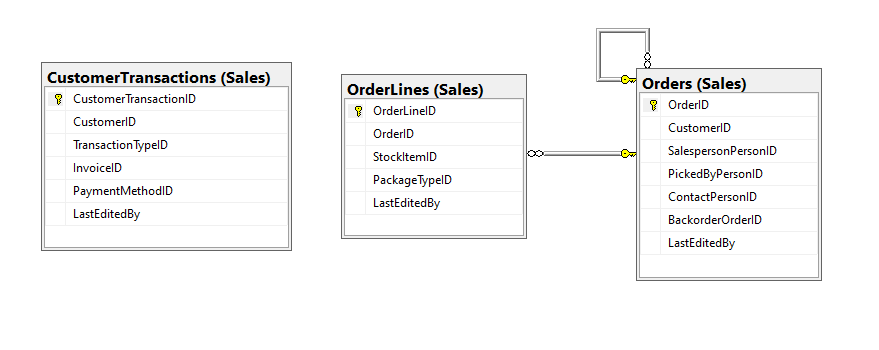 CustomerTransactions (Sales)
CustomerTransactionID
CustomerID
TransactionTypeID
InvoiceID
PaymentMethodID
LastEditedBy
OrderLines (Sales)
OrderLineID
OrderID
StockItemID
PackageTypeID
LastEditedBy
Orders (Sales)
OrderID
CustomerID
SalespersonPersonID
PickedByPersonID
ContactPersonID
BackorderOrderID
LastEditedBy